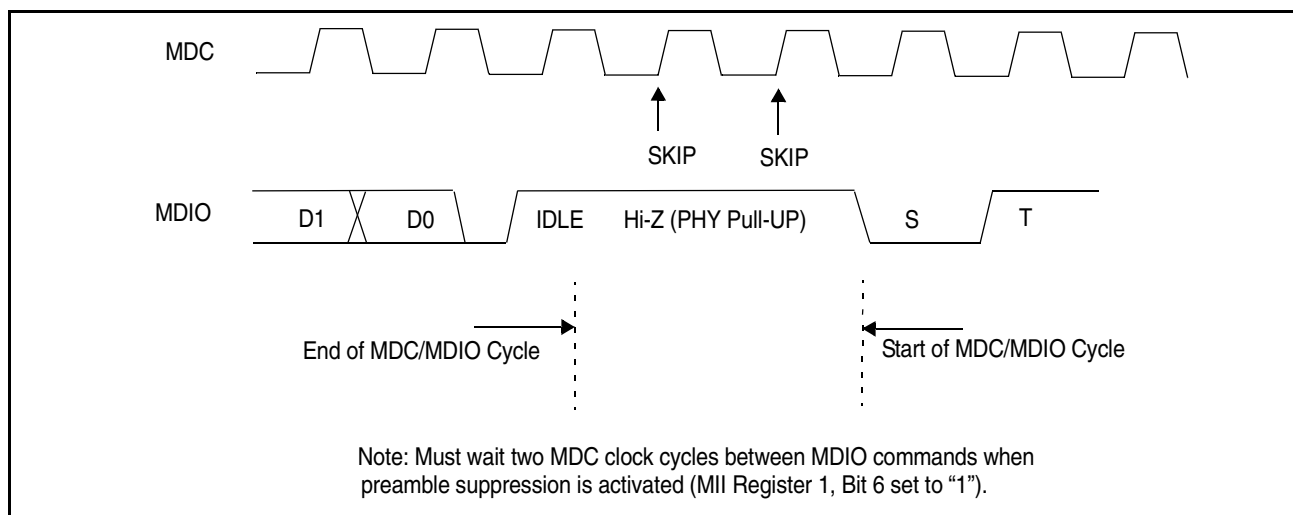 MDC
SKIP SKIP
MDIO D1 D0 IDLE Hi-Z (PHY Pull-UP) S T
End of MDC/MDIO Cycle Start of MDC/MDIO Cycle
Note: Must wait two MDC clock cycles between MDIO commands when
preamble suppression is activated (MII Register 1, Bit 6 set to “1”).